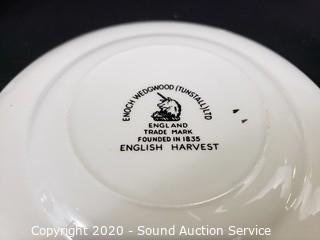 ENOCH WEDGWOOD (TUNSTALL) LTD
ENGLAND
TRADE MARK
FOUNDED IN 1835
ENGLISH HARVEST
Copyright 2020 - Sound Auction Service